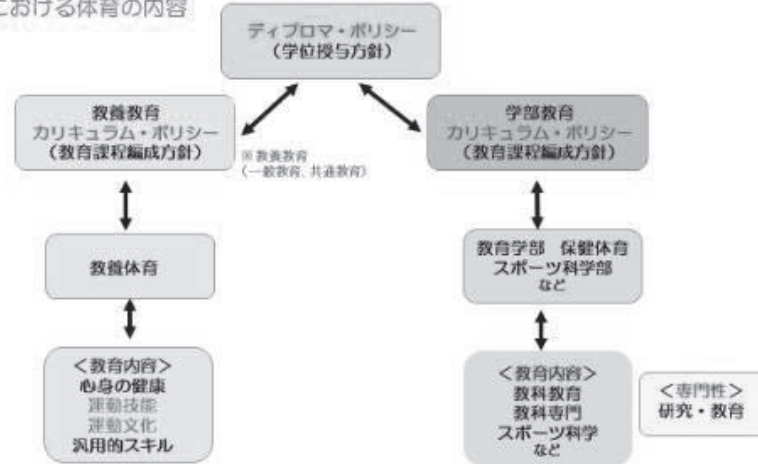 における体育の内容
ディプロマ・ポリシー
（学位授与方針）
教養教育
カリキュラム・ポリシー
（教育課程編成方針）
※教養教育
（一般教育、共通教育）
学部教育
カリキュラム・ポリシー
（教育課程編成方針）
教養体育
教育学部　保健体育
スポーツ科学部
など
＜教育内容＞
心身の健康
運動技能
運動文化
汎用的スキル
＜教育内容＞
教科教育
教科専門
スポーツ科学
など
＜専門性＞
研究・教育